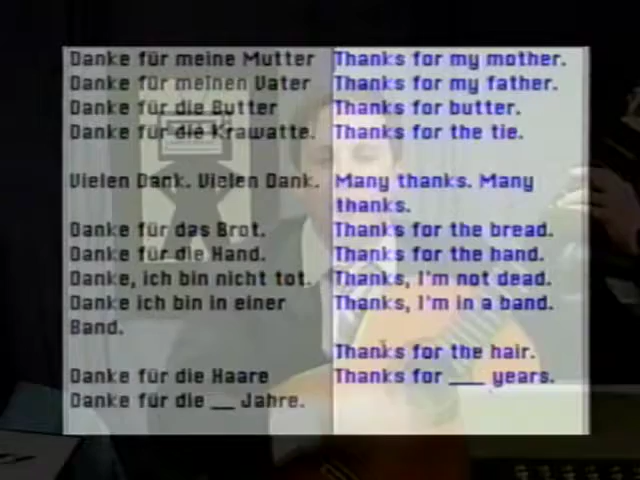 Danke für meine Mutter
Danke für meinen Vater
Danke für die Butter
Danke für die Krawatte.
Vielen Dank. Vielen Dank.
Danke für das Brot.
Danke für die Hand.
Danke, ich bin nicht tot.
Danke ich bin in einer
Band.
Danke für die Haare
Danke für die __ Jahre.
Thanks for my mother.
Thanks for my father.
Thanks for butter.
Thanks for the tie.
Many thanks. Many
thanks.
Thanks for the bread.
Thanks for the hand.
Thanks, I'm not dead.
Thanks, I'm in a band.
Thanks for the hair.
Thanks for ___ years.